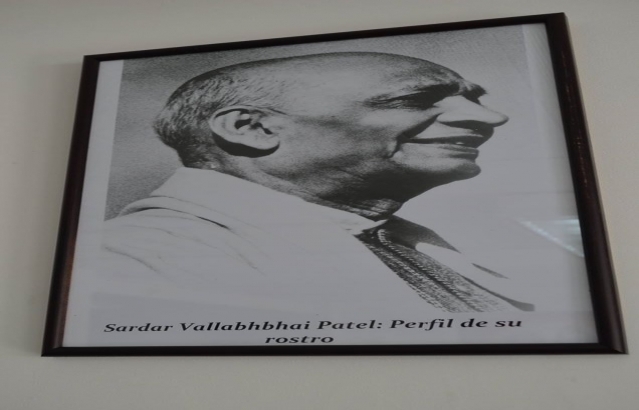 Sardar Vallabhbhai Patel: Perfil de su
rostro